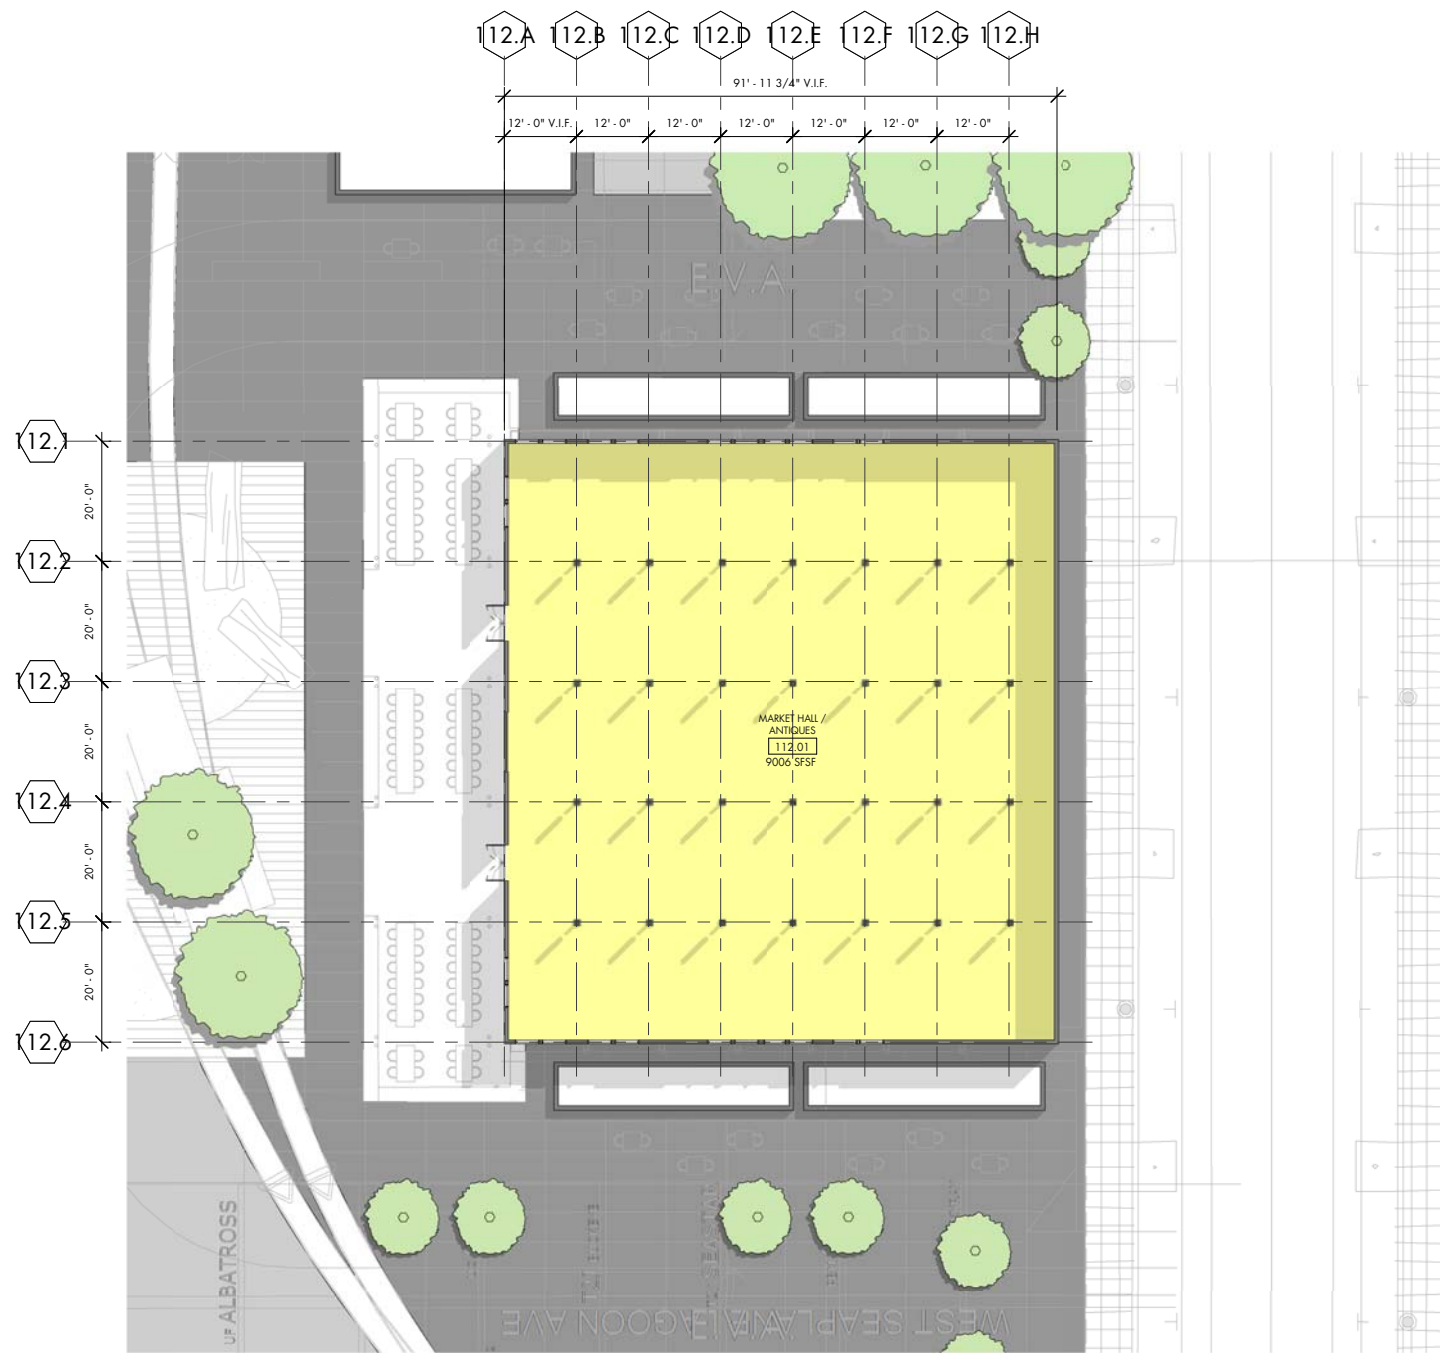 112.A 112.B 112.C 112.D 112.E 112.F 112.G 112.H
91' - 11 3/4" V.I.F.
12' - 0" V.I.F. 12' - 0" 12' - 0" 12' - 0" 12' - 0" 12' - 0" 12' - 0"
E.V.A
112.1
20' - 0"
112.2
20' - 0"
112.3
20' - 0"
112.4
20' - 0"
112.5
20' - 0"
112.6
MARKET HALL /
ANTIQUES
112.01
9006 SFSF
UF ALBATROSS
WEST SEAPLANE LAGOON AVE